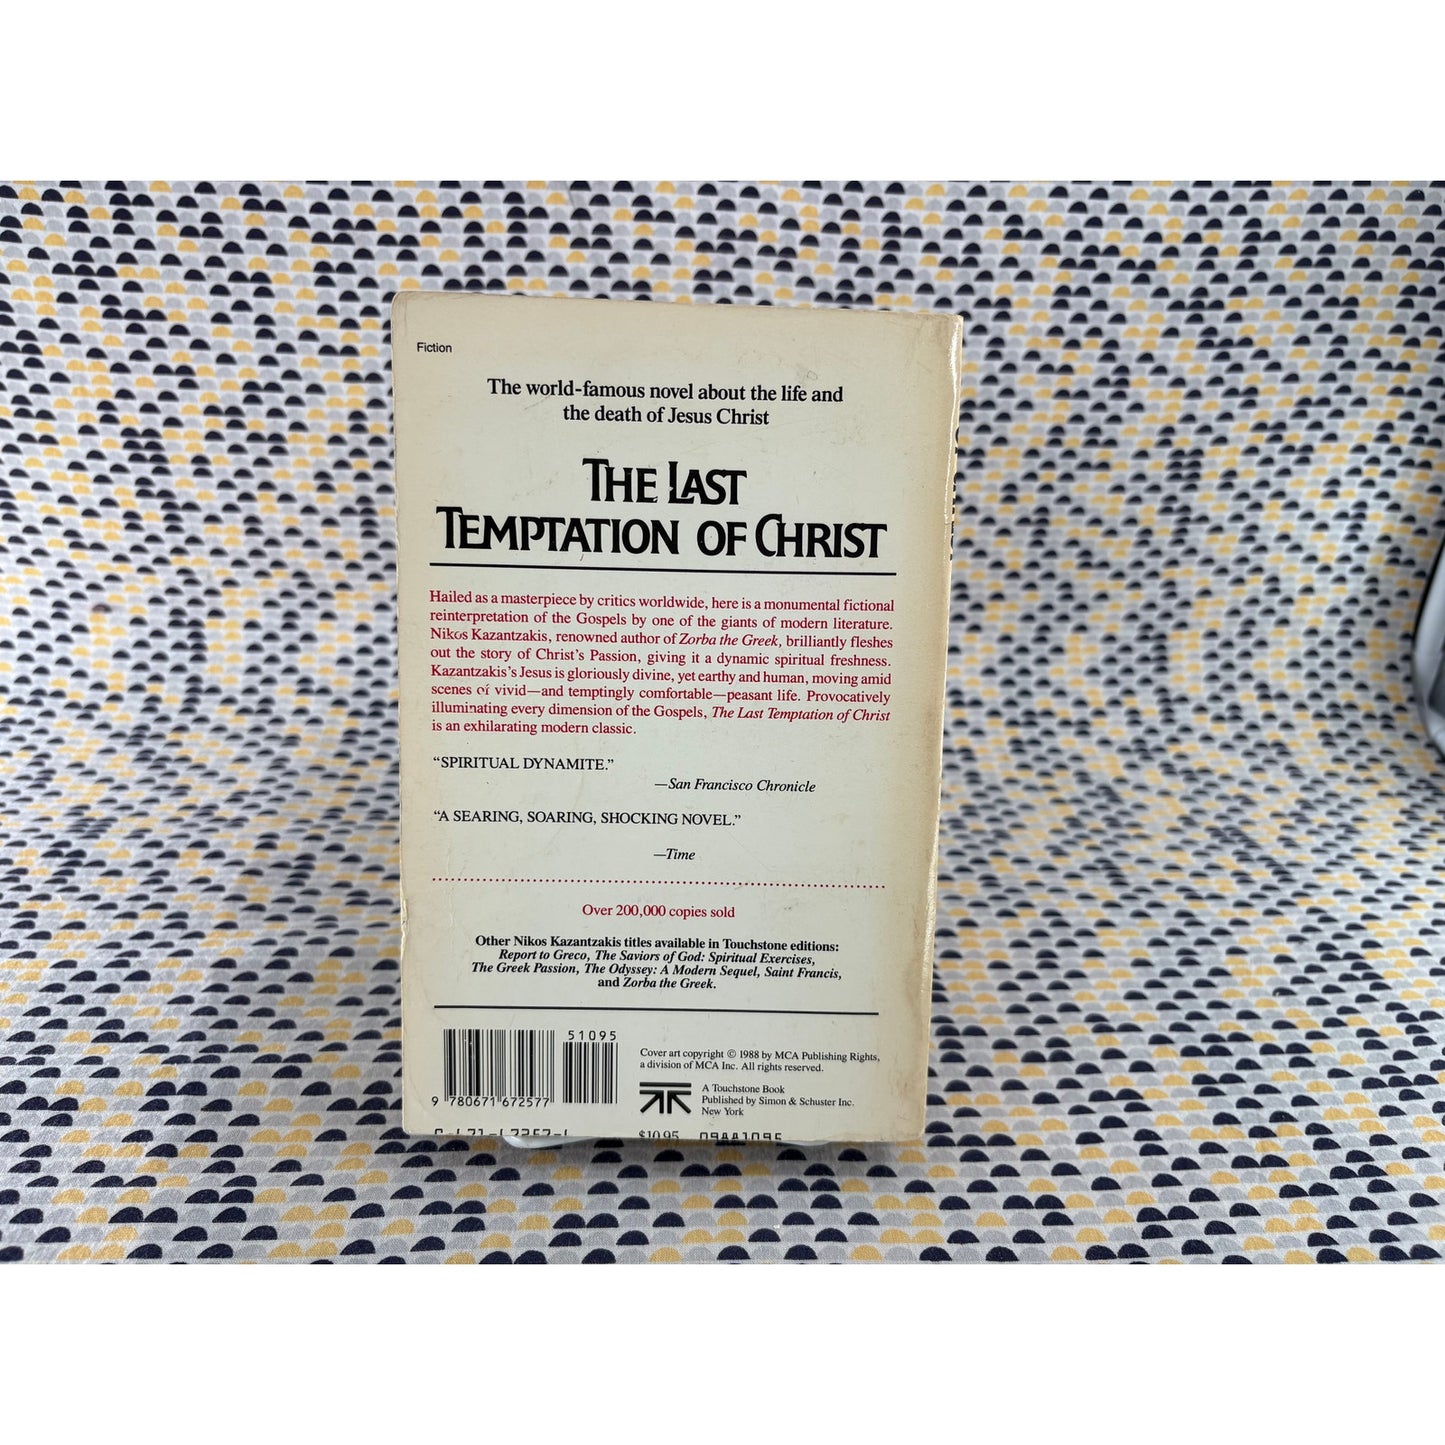 Fiction
The world-famous novel about the life and
the death of Jesus Christ
THE LAST
TEMPTATION OF CHRIST
Hailed as a masterpiece by critics worldwide, here is a monumental fictional
reinterpretation of the Gospels by one of the giants of modern literature.
Nikos Kazantzakis, renowned author of Zorba the Greek, brilliantly fleshes
out the story of Christ's Passion, giving it a dynamic spiritual freshness.
Kazantzakis's Jesus is gloriously divine, yet earthy and human, moving amid
scenes of vivid—and temptingly comfortable—peasant life. Provocatively
illuminating every dimension of the Gospels, The Last Temptation of Christ
is an exhilarating modern classic.
“SPIRITUAL DYNAMITE.”
—San Francisco Chronicle
“A SEARING, SOARING, SHOCKING NOVEL.”
—Time
Over 200,000 copies sold
Other Nikos Kazantzakis titles available in Touchstone editions:
Report to Greco, The Saviors of God: Spiritual Exercises,
The Greek Passion, The Odyssey: A Modern Sequel, Saint Francis,
and Zorba the Greek.
51095
9 780671 672577
Cover art copyright © 1988 by MCA Publishing Rights,
a division of MCA Inc. All rights reserved.
A Touchstone Book
Published by Simon & Schuster Inc.
New York
$10.95